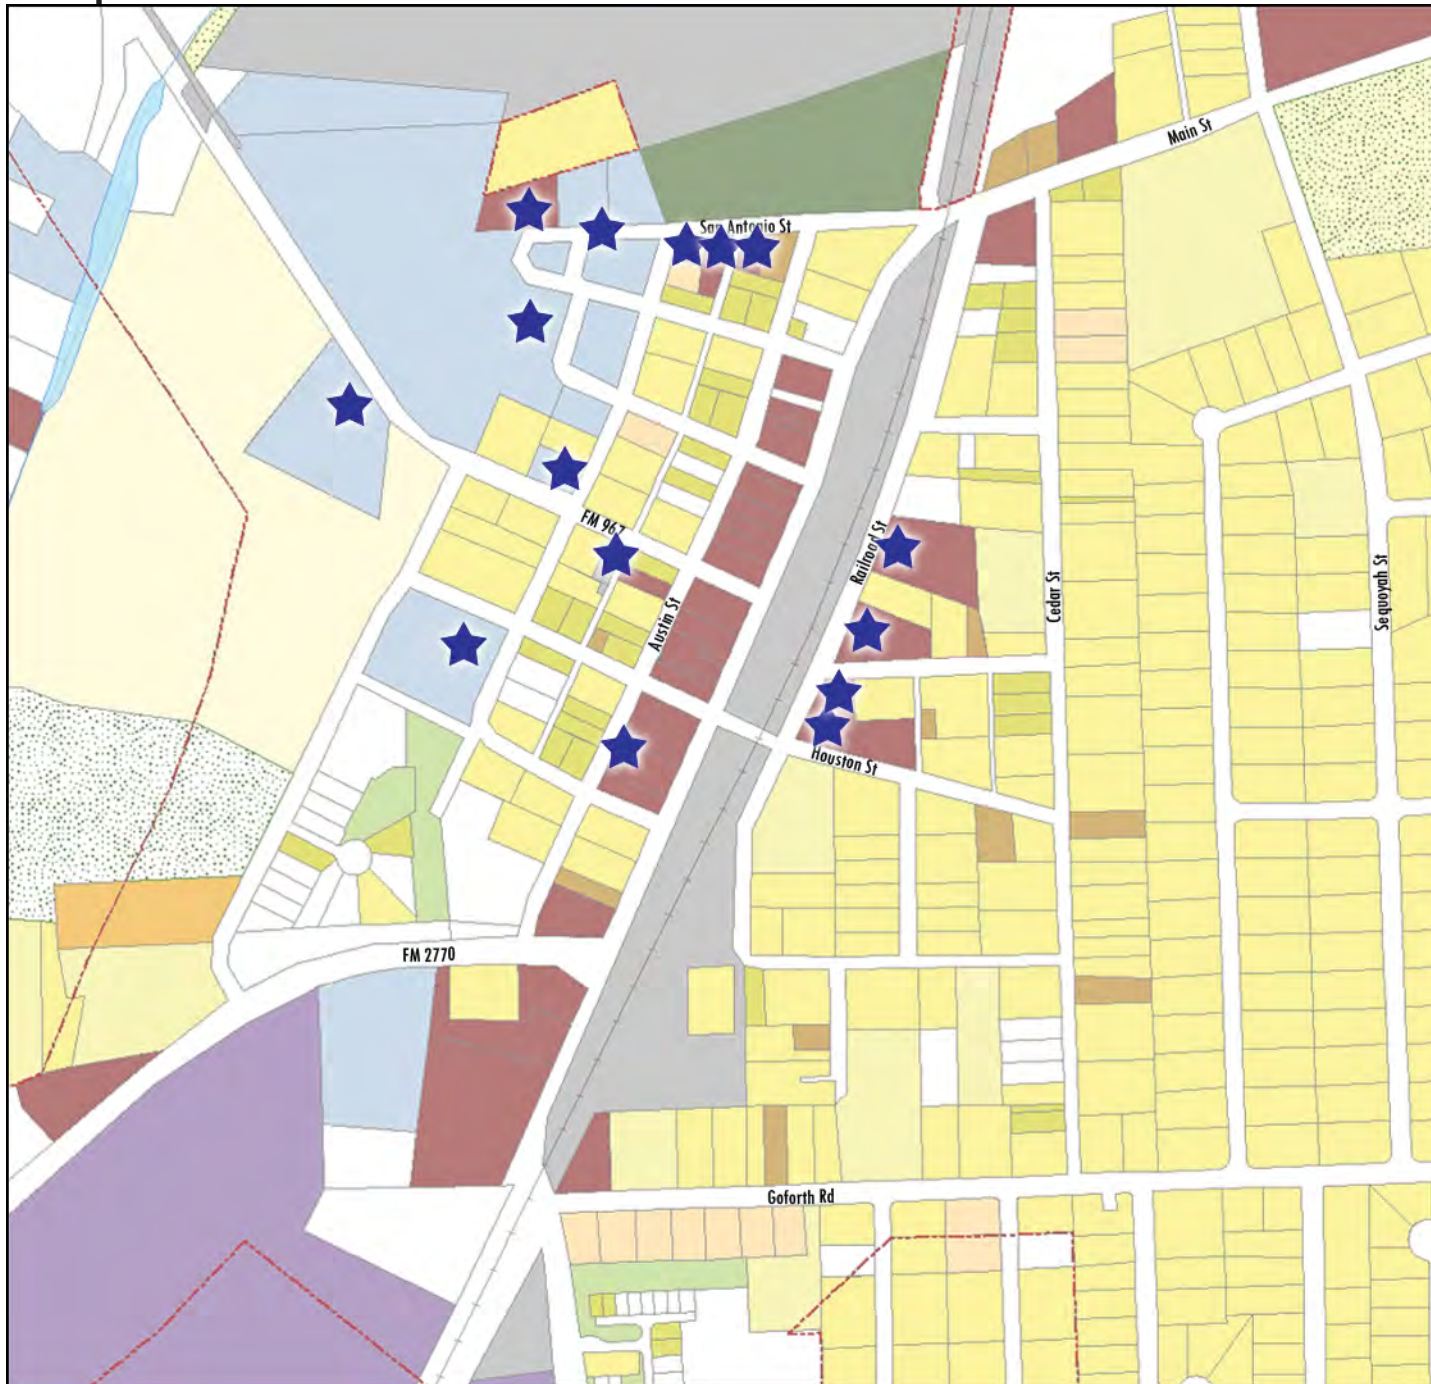 Main St
San Antonio St
FM 967
Railroad St
Cedar St
Sequoyah St
Austin St
Houston St
FM 2770
Goforth Rd